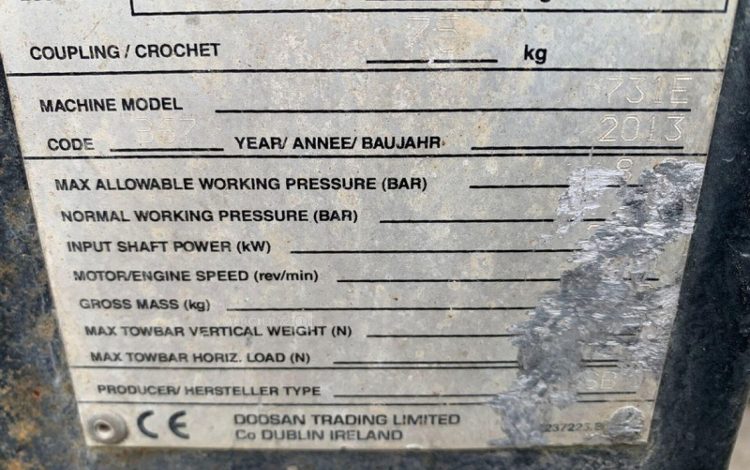 COUPLING / CROCHET 75 kg
MACHINE MODEL 731E
CODE YEAR/ ANNEE/ BAUJAHR 2013
MAX ALLOWABLE WORKING PRESSURE (BAR)
NORMAL WORKING PRESSURE (BAR)
INPUT SHAFT POWER (kW)
MOTOR/ENGINE SPEED (rev/min)
GROSS MASS (kg)
MAX TOWBAR VERTICAL WEIGHT (N)
MAX TOWBAR HORIZ. LOAD (N)
PRODUCER/ HERSTELLER TYPE
CE DOOSAN TRADING LIMITED
Co DUBLIN IRELAND